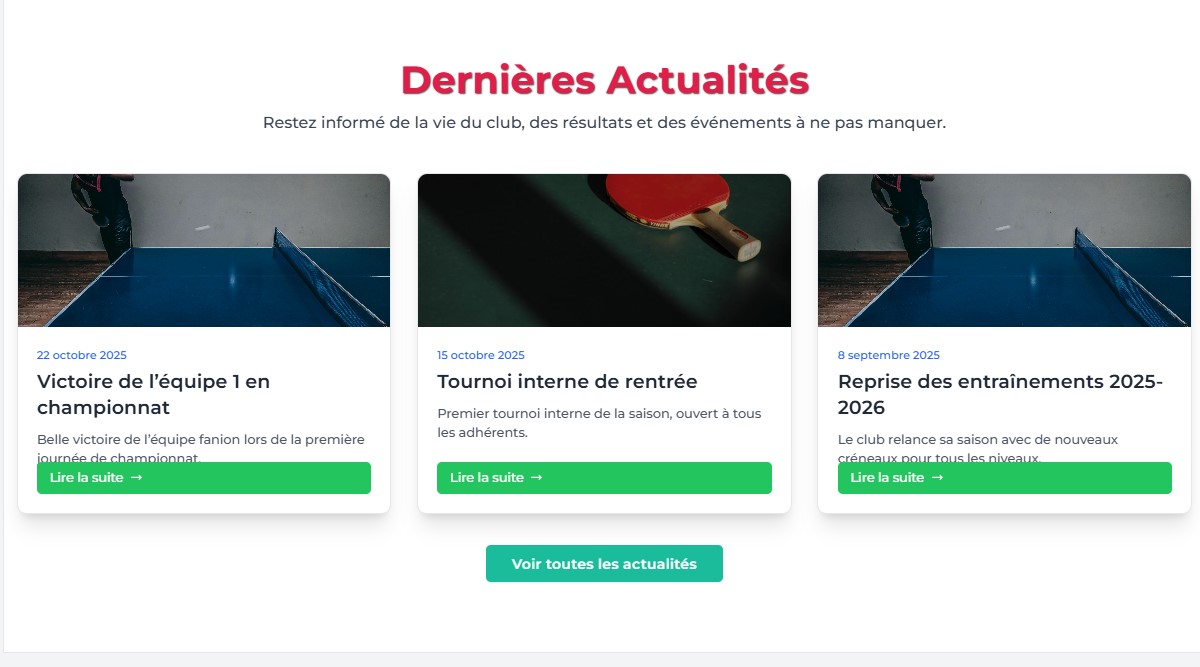 Dernières Actualités
Restez informé de la vie du club, des résultats et des événements à ne pas manquer.
22 octobre 2025
Victoire de l’équipe 1 en
championnat
Belle victoire de l’équipe fanion lors de la première
journée de championnat.
Lire la suite →
15 octobre 2025
Tournoi interne de rentrée
Premier tournoi interne de la saison, ouvert à tous
les adhérents.
Lire la suite →
8 septembre 2025
Reprise des entraînements 2025-
2026
Le club relance sa saison avec de nouveaux
créneaux pour tous les niveaux.
Lire la suite →
Voir toutes les actualités